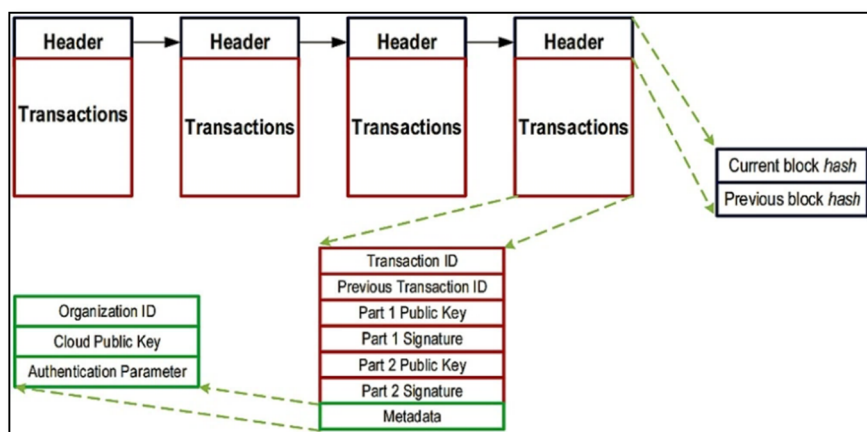 Header
Header
Header
Header
Transactions
Transactions
Transactions
Transactions
Current block hash
Previous block hash
Transaction ID
Previous Transaction ID
Part 1 Public Key
Part 1 Signature
Part 2 Public Key
Part 2 Signature
Metadata
Organization ID
Cloud Public Key
Authentication Parameter